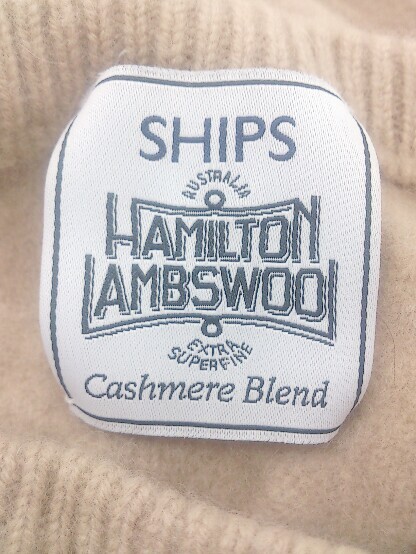 SHIPS
AUSTRALIA
HAMILTON
LAMBSWOOL
EXTRA
SUPERFINE
Cashmere Blend